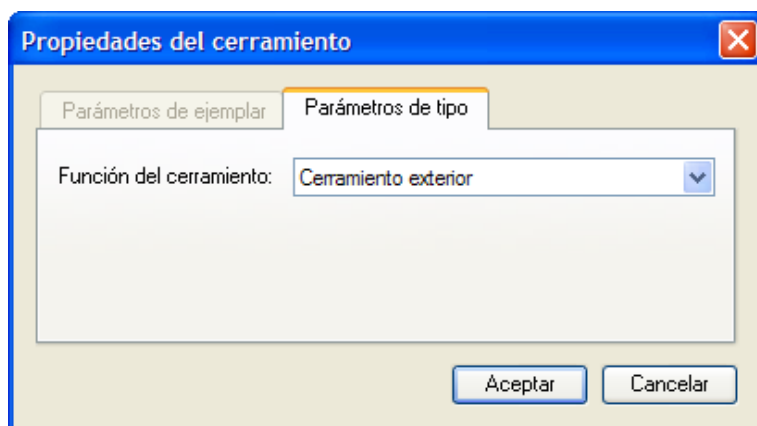 Propiedades del cerramiento
Parámetros de ejemplar
Parámetros de tipo
Función del cerramiento: Cerramiento exterior
Aceptar Cancelar